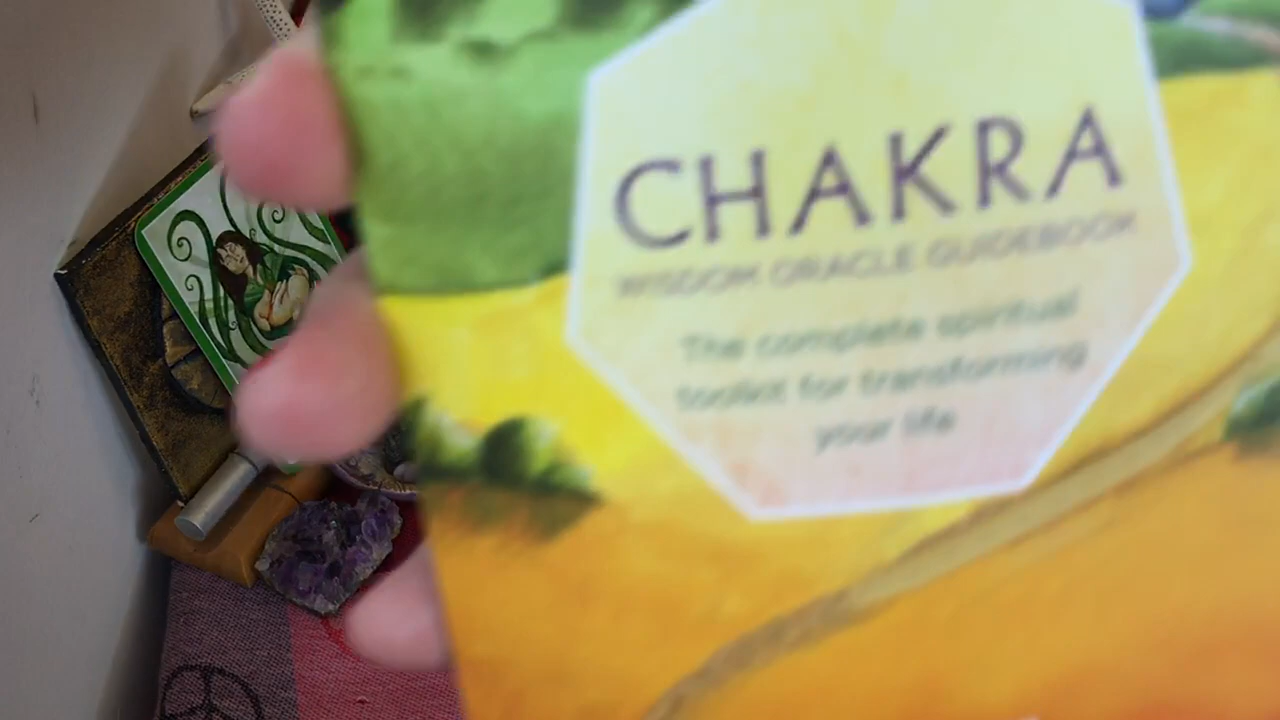 CHAKRA
WISDOM ORACLE GUIDEBOOK
The complete spiritual
toolkit for transforming
your life